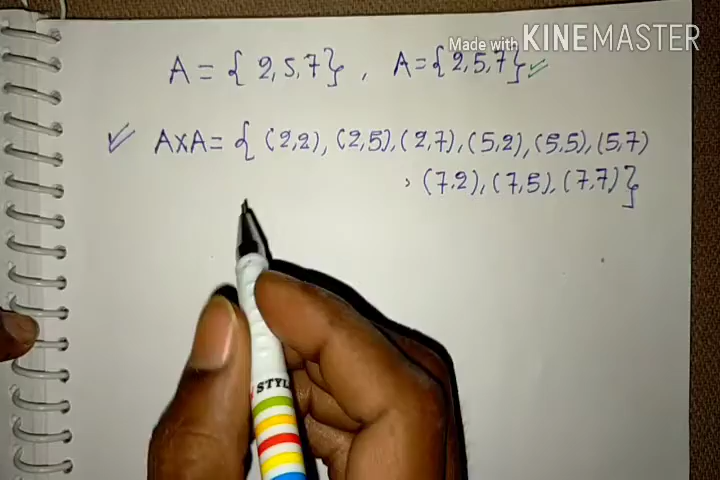 Made with KINEMASTER
A = { 2,5,7} , A={2,5,7}
A×A= { (2,2), (2,5), (2,7), (5,2), (5,5), (5,7)
, (7,2), (7,5), (7,7)}
STYL